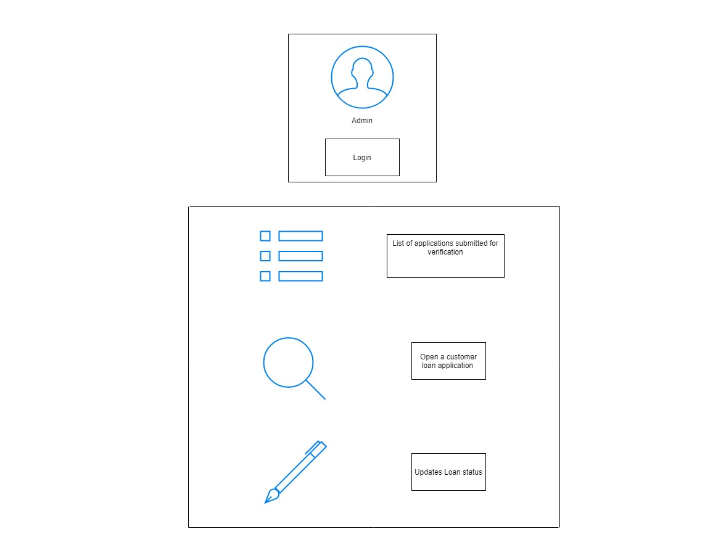 Admin
Login
List of applications submitted for
verification
Open a customer
loan application
Updates Loan status